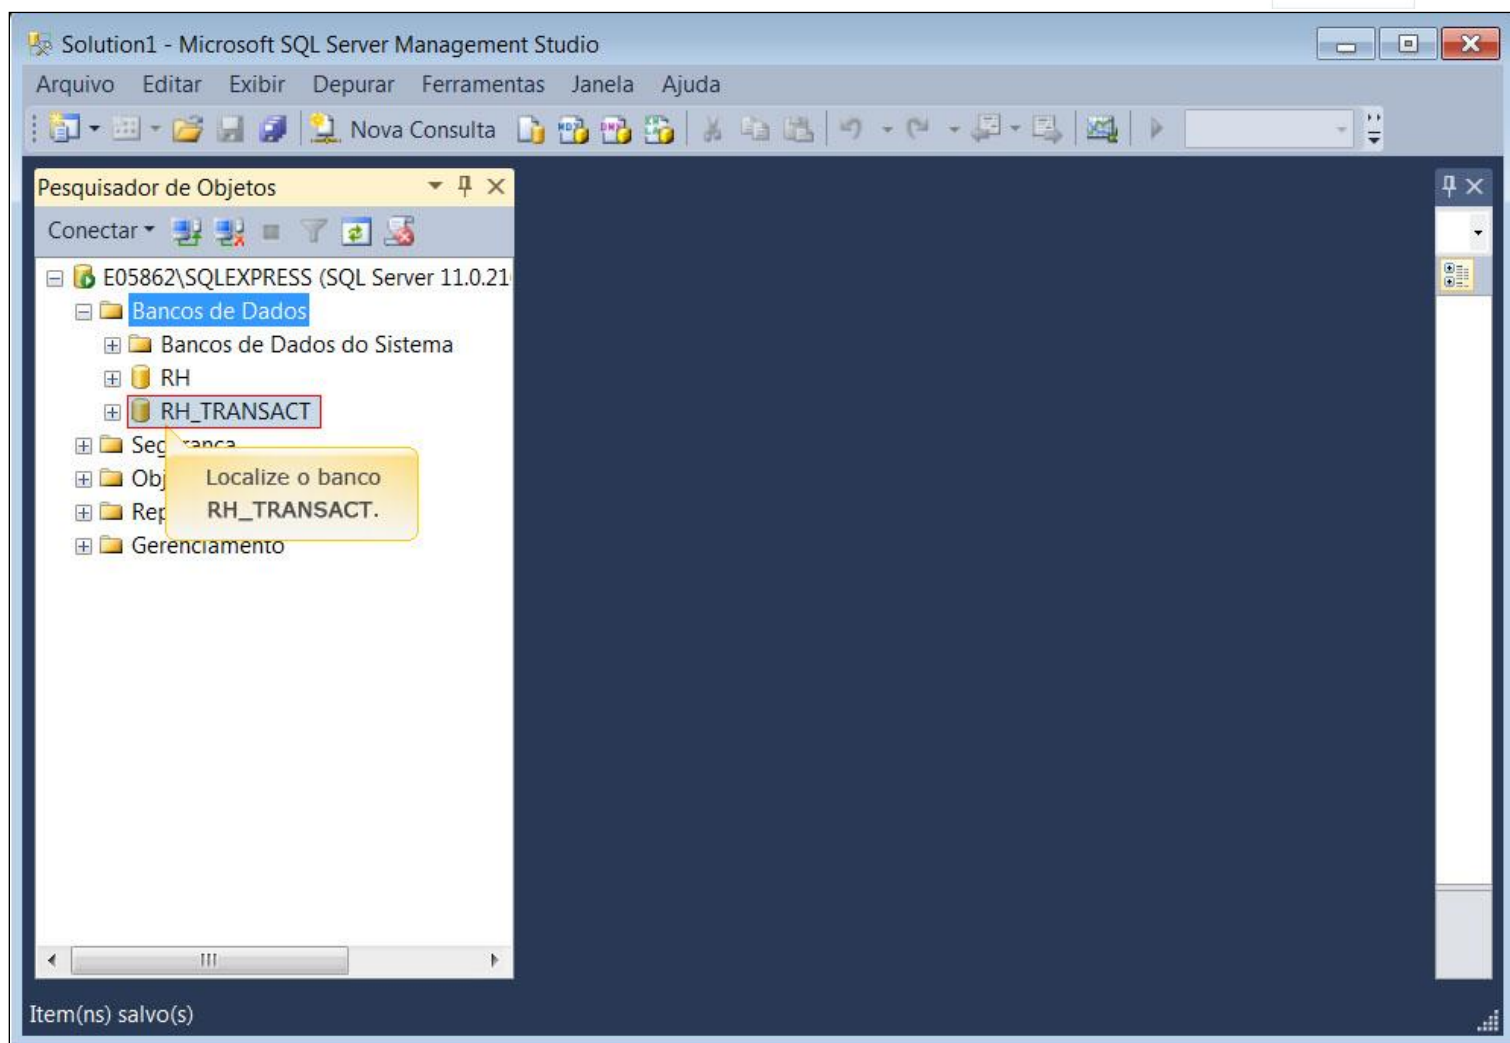 Solution1 - Microsoft SQL Server Management Studio
Arquivo Editar Exibir Depurar Ferramentas Janela Ajuda
Nova Consulta
Pesquisador de Objetos
Conectar
E05862\SQLEXPRESS (SQL Server 11.0.21
Bancos de Dados
Bancos de Dados do Sistema
RH
RH_TRANSACT
Localize o banco
RH_TRANSACT.
Gerenciamento
Item(ns) salvo(s)